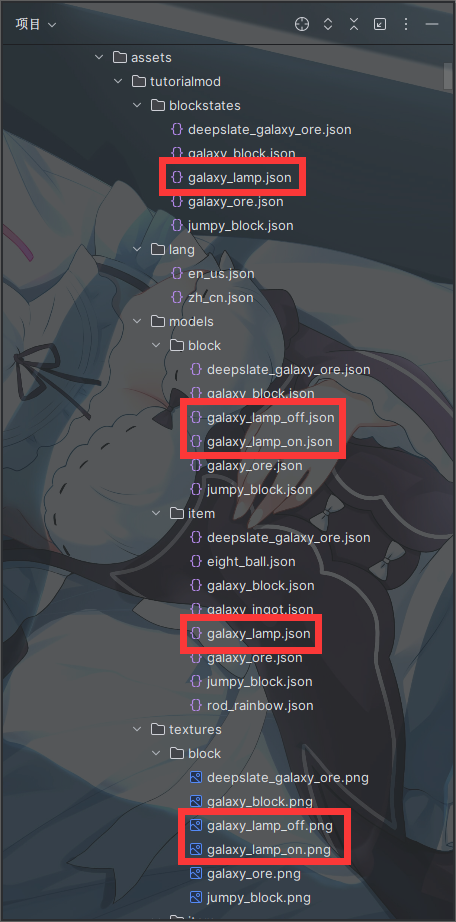 项目
assets
tutorialmod
blockstates
deepslate_galaxy_ore.json
galaxy_block.json
galaxy_lamp.json
galaxy_ore.json
jumpy_block.json
lang
en_us.json
zh_cn.json
models
block
deepslate_galaxy_ore.json
galaxy_block.json
galaxy_lamp_off.json
galaxy_lamp_on.json
galaxy_ore.json
jumpy_block.json
item
deepslate_galaxy_ore.json
eight_ball.json
galaxy_block.json
galaxy_ingot.json
galaxy_lamp.json
galaxy_ore.json
jumpy_block.json
rod_rainbow.json
textures
block
deepslate_galaxy_ore.png
galaxy_block.png
galaxy_lamp_off.png
galaxy_lamp_on.png
galaxy_ore.png
jumpy_block.png